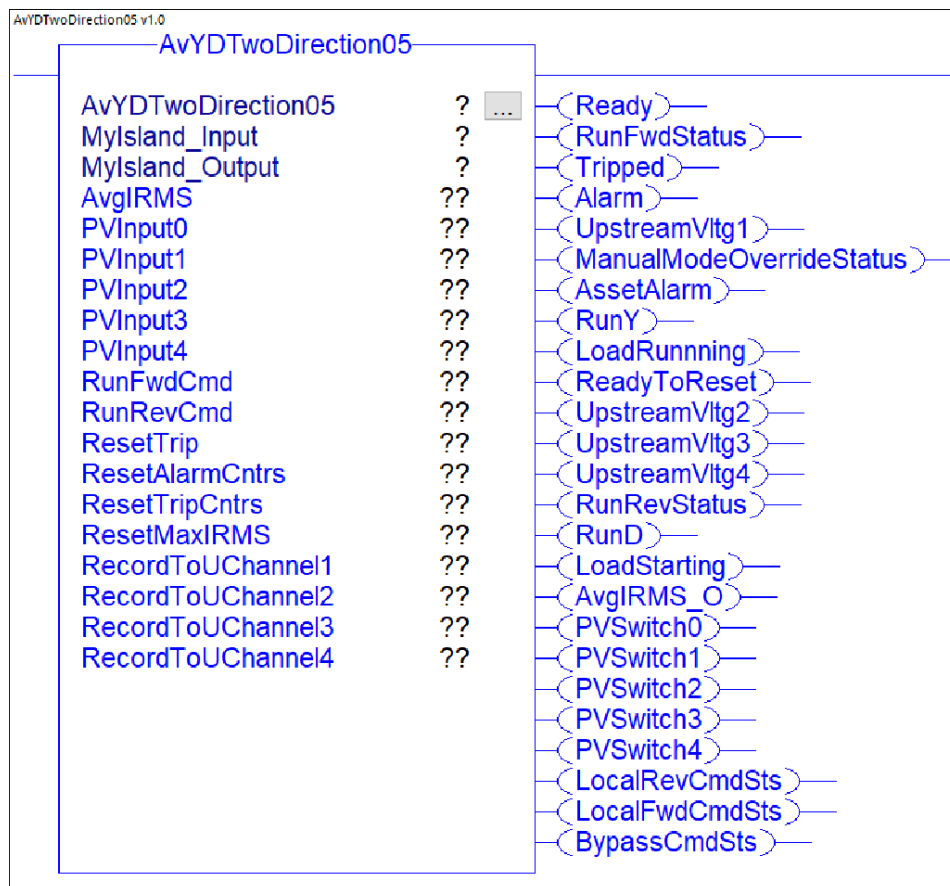 AvYDTwoDirection05 v1.0
AvYDTwoDirection05
AvYDTwoDirection05 ? ... Ready
MyIsland_Input ? RunFwdStatus
MyIsland_Output ? Tripped
AvgIRMS ?? Alarm
PVInput0 ?? UpstreamVltg1
PVInput1 ?? ManualModeOverrideStatus
PVInput2 ?? AssetAlarm
PVInput3 ?? RunY
PVInput4 ?? LoadRunnning
RunFwdCmd ?? ReadyToReset
RunRevCmd ?? UpstreamVltg2
ResetTrip ?? UpstreamVltg3
ResetAlarmCntrs ?? UpstreamVltg4
ResetTripCntrs ?? RunRevStatus
ResetMaxIRMS ?? RunD
RecordToUChannel1 ?? LoadStarting
RecordToUChannel2 ?? AvgIRMS_O
RecordToUChannel3 ?? PVSwitch0
RecordToUChannel4 ?? PVSwitch1
PVSwitch2
PVSwitch3
PVSwitch4
LocalRevCmdSts
LocalFwdCmdSts
BypassCmdSts